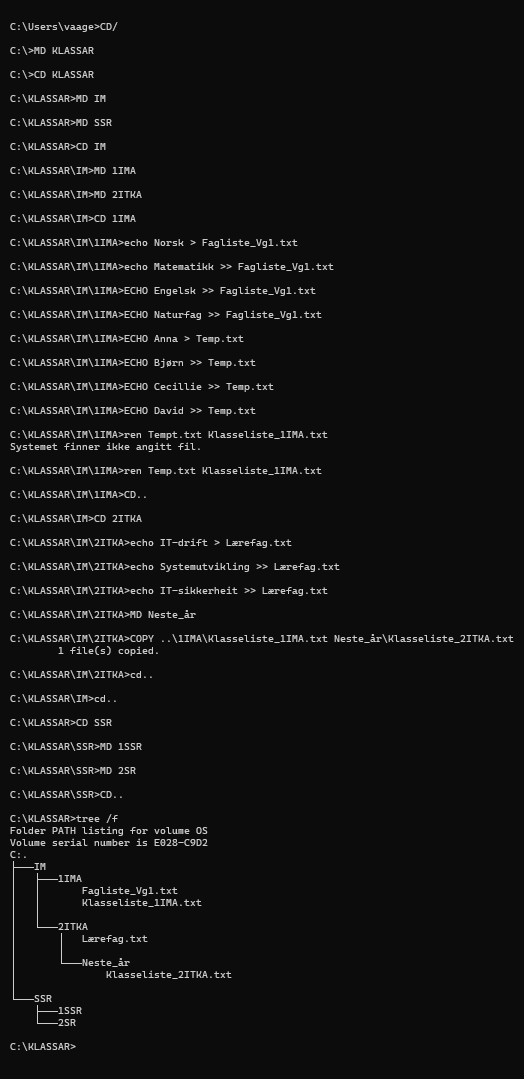 C:\Users\vaage>CD/
C:\>MD KLASSAR
C:\>CD KLASSAR
C:\KLASSAR>MD IM
C:\KLASSAR>MD SSR
C:\KLASSAR>CD IM
C:\KLASSAR\IM>MD 1IMA
C:\KLASSAR\IM>MD 2ITKA
C:\KLASSAR\IM>CD 1IMA
C:\KLASSAR\IM\1IMA>echo Norsk > Fagliste_Vg1.txt
C:\KLASSAR\IM\1IMA>echo Matematikk >> Fagliste_Vg1.txt
C:\KLASSAR\IM\1IMA>ECHO Engelsk >> Fagliste_Vg1.txt
C:\KLASSAR\IM\1IMA>ECHO Naturfag >> Fagliste_Vg1.txt
C:\KLASSAR\IM\1IMA>ECHO Anna > Temp.txt
C:\KLASSAR\IM\1IMA>ECHO Bjørn >> Temp.txt
C:\KLASSAR\IM\1IMA>ECHO Cecillie >> Temp.txt
C:\KLASSAR\IM\1IMA>ECHO David >> Temp.txt
C:\KLASSAR\IM\1IMA>ren Tempt.txt Klasseliste_1IMA.txt
Systemet finner ikke angitt fil.
C:\KLASSAR\IM\1IMA>ren Temp.txt Klasseliste_1IMA.txt
C:\KLASSAR\IM\1IMA>CD..
C:\KLASSAR\IM>CD 2ITKA
C:\KLASSAR\IM\2ITKA>echo IT-drift > Lærefag.txt
C:\KLASSAR\IM\2ITKA>echo Systemutvikling >> Lærefag.txt
C:\KLASSAR\IM\2ITKA>echo IT-sikkerheit >> Lærefag.txt
C:\KLASSAR\IM\2ITKA>MD Neste_år
C:\KLASSAR\IM\2ITKA>COPY ..\1IMA\Klasseliste_1IMA.txt Neste_år\Klasseliste_2ITKA.txt
        1 file(s) copied.
C:\KLASSAR\IM\2ITKA>cd..
C:\KLASSAR\IM>cd..
C:\KLASSAR>CD SSR
C:\KLASSAR\SSR>MD 1SSR
C:\KLASSAR\SSR>MD 2SR
C:\KLASSAR\SSR>CD..
C:\KLASSAR>tree /f
Folder PATH listing for volume OS
Volume serial number is E028-C9D2
C:.
├───IM
│   ├───1IMA
│   │       Fagliste_Vg1.txt
│   │       Klasseliste_1IMA.txt
│   └───2ITKA
│       │   Lærefag.txt
│       └───Neste_år
│               Klasseliste_2ITKA.txt
└───SSR
    ├───1SSR
    └───2SR
C:\KLASSAR>